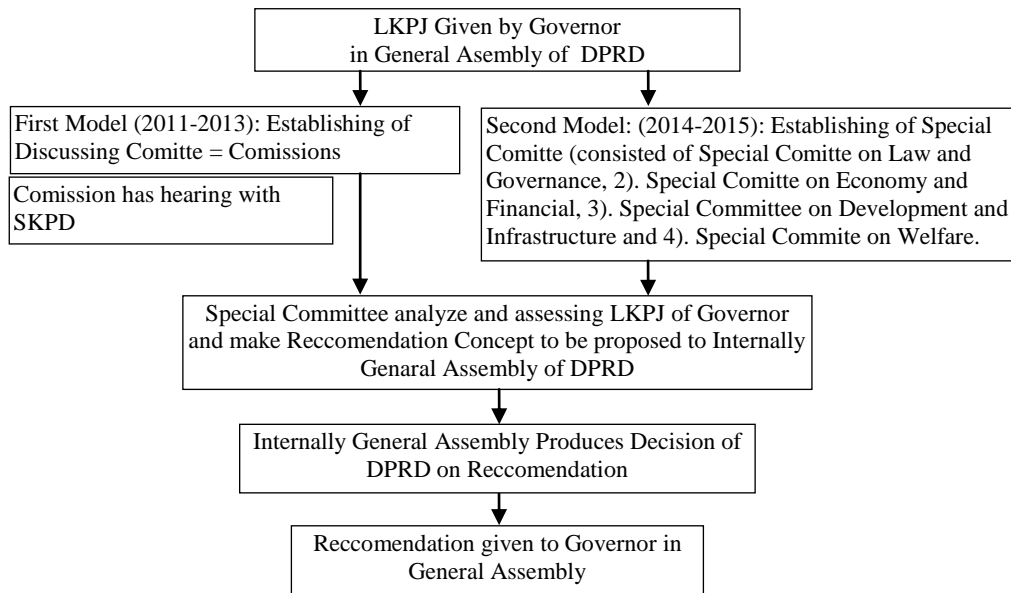 LKPJ Given by Governor
in General Asembly of DPRD
First Model (2011-2013): Establishing of
Discussing Comitte = Comissions
Comission has hearing with
SKPD
Second Model: (2014-2015): Establishing of Special
Comitte (consisted of Special Comitte on Law and
Governance, 2). Special Comitte on Economy and
Financial, 3). Special Committee on Development and
Infrastructure and 4). Special Commite on Welfare.
Special Committee analyze and assessing LKPJ of Governor
and make Reccomendation Concept to be proposed to Internally
Genaral Assembly of DPRD
Internally General Assembly Produces Decision of
DPRD on Reccomendation
Reccomendation given to Governor in
General Assembly